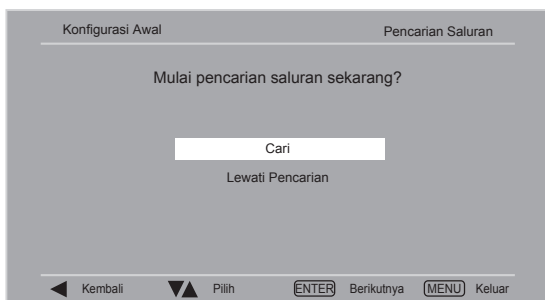 Konfigurasi Awal Pencarian Saluran
Mulai pencarian saluran sekarang?
Cari
Lewati Pencarian
Kembali Pilih ENTER Berikutnya MENU Keluar